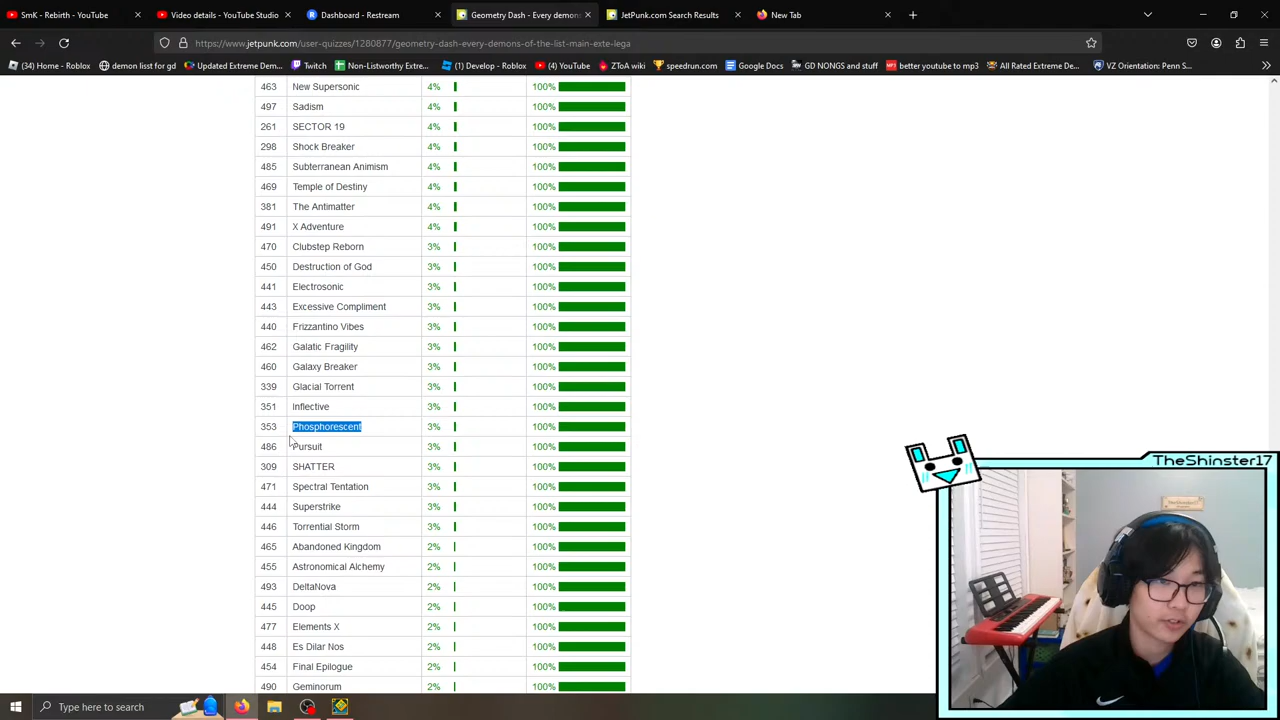 SmK - Rebirth - YouTube
Video details - YouTube Studio
Dashboard - Restream
Geometry Dash - Every demons
JetPunk.com Search Results
New Tab
https://www.jetpunk.com/user-quizzes/1280877/geometry-dash-every-demons-of-the-list-main-exte-lega
(34) Home - Roblox
demon lisst for gd
Updated Extreme Dem...
Twitch
Non-Listworthy Extre...
(1) Develop - Roblox
(4) YouTube
ZToA wiki
speedrun.com
Google Docs
GD NONGS and stuff
better youtube to mp3
All Rated Extreme De...
VZ Orientation: Penn S...
463 New Supersonic 4% 100%
497 Sadism 4% 100%
261 SECTOR 19 4% 100%
298 Shock Breaker 4% 100%
485 Subterranean Animism 4% 100%
469 Temple of Destiny 4% 100%
381 The Antimatter 4% 100%
491 X Adventure 4% 100%
470 Clubstep Reborn 3% 100%
450 Destruction of God 3% 100%
441 Electrosonic 3% 100%
443 Excessive Compliment 3% 100%
440 Frizzantino Vibes 3% 100%
462 Galatic Fragility 3% 100%
460 Galaxy Breaker 3% 100%
339 Glacial Torrent 3% 100%
351 Inflective 3% 100%
353 Phosphorescent 3% 100%
486 Pursuit 3% 100%
309 SHATTER 3% 100%
471 Spectral Tentation 3% 100%
444 Superstrike 3% 100%
446 Torrential Storm 3% 100%
465 Abandoned Kingdom 2% 100%
455 Astronomical Alchemy 2% 100%
493 DeltaNova 2% 100%
445 Doop 2% 100%
477 Elements X 2% 100%
448 Es Dilar Nos 2% 100%
454 Final Epilogue 2% 100%
490 Geminorum 2% 100%
TheShinster17
Type here to search